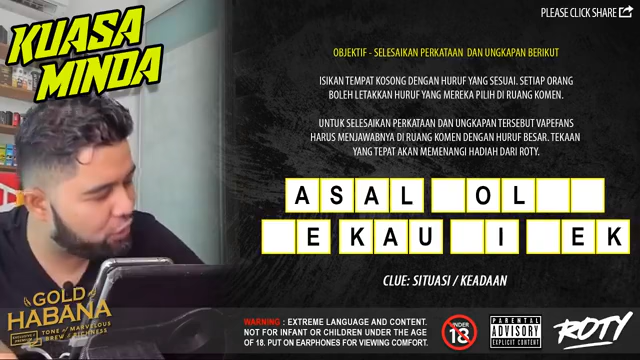 KUASA
MINDA
PLEASE CLICK SHARE
OBJEKTIF - SELESAIKAN PERKATAAN DAN UNGKAPAN BERIKUT
ISIKAN TEMPAT KOSONG DENGAN HURUF YANG SESUAI. SETIAP ORANG
BOLEH LETAKKAN HURUF YANG MEREKA PILIH DI RUANG KOMEN.
UNTUK SELESAIKAN PERKATAAN DAN UNGKAPAN TERSEBUT VAPEFANS
HARUS MENJAWABNYA DI RUANG KOMEN DENGAN HURUF BESAR. TEKAAN
YANG TEPAT AKAN MEMENANGI HADIAH DARI ROTY.
ASAL OL
E KAU I EK
CLUE: SITUASI / KEADAAN
GOLD
HABANA
TONE of MARVELOUS
BREW / RICHNESS
WARNING : EXTREME LANGUAGE AND CONTENT.
NOT FOR INFANT OR CHILDREN UNDER THE AGE
OF 18. PUT ON EARPHONES FOR VIEWING COMFORT.
UNDER
18
PARENTAL
ADVISORY
EXPLICIT CONTENT
ROTY